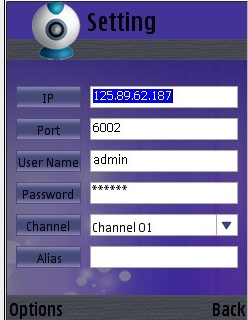 Setting
IP 125.89.62.187
Port 6002
User Name admin
Password ******
Channel Channel 01
Alias
Options Back